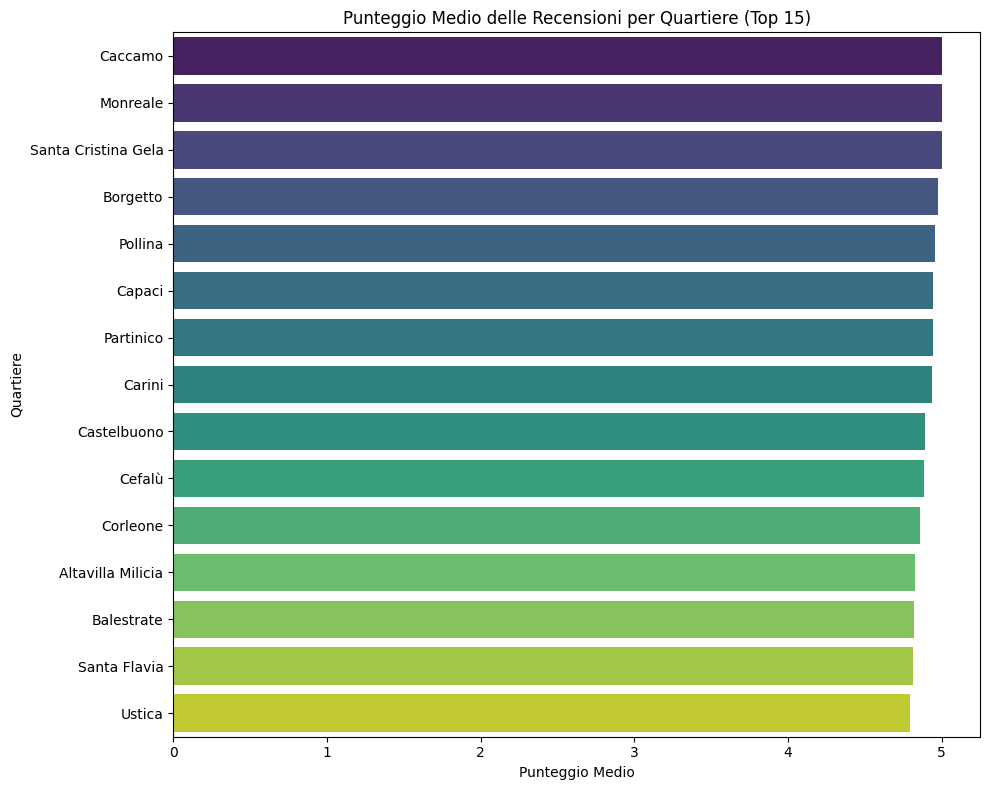 Punteggio Medio delle Recensioni per Quartiere (Top 15)
Quartiere
Caccamo
Monreale
Santa Cristina Gela
Borgetto
Pollina
Capaci
Partinico
Carini
Castelbuono
Cefalù
Corleone
Altavilla Milicia
Balestrate
Santa Flavia
Ustica
0 1 2 3 4 5
Punteggio Medio